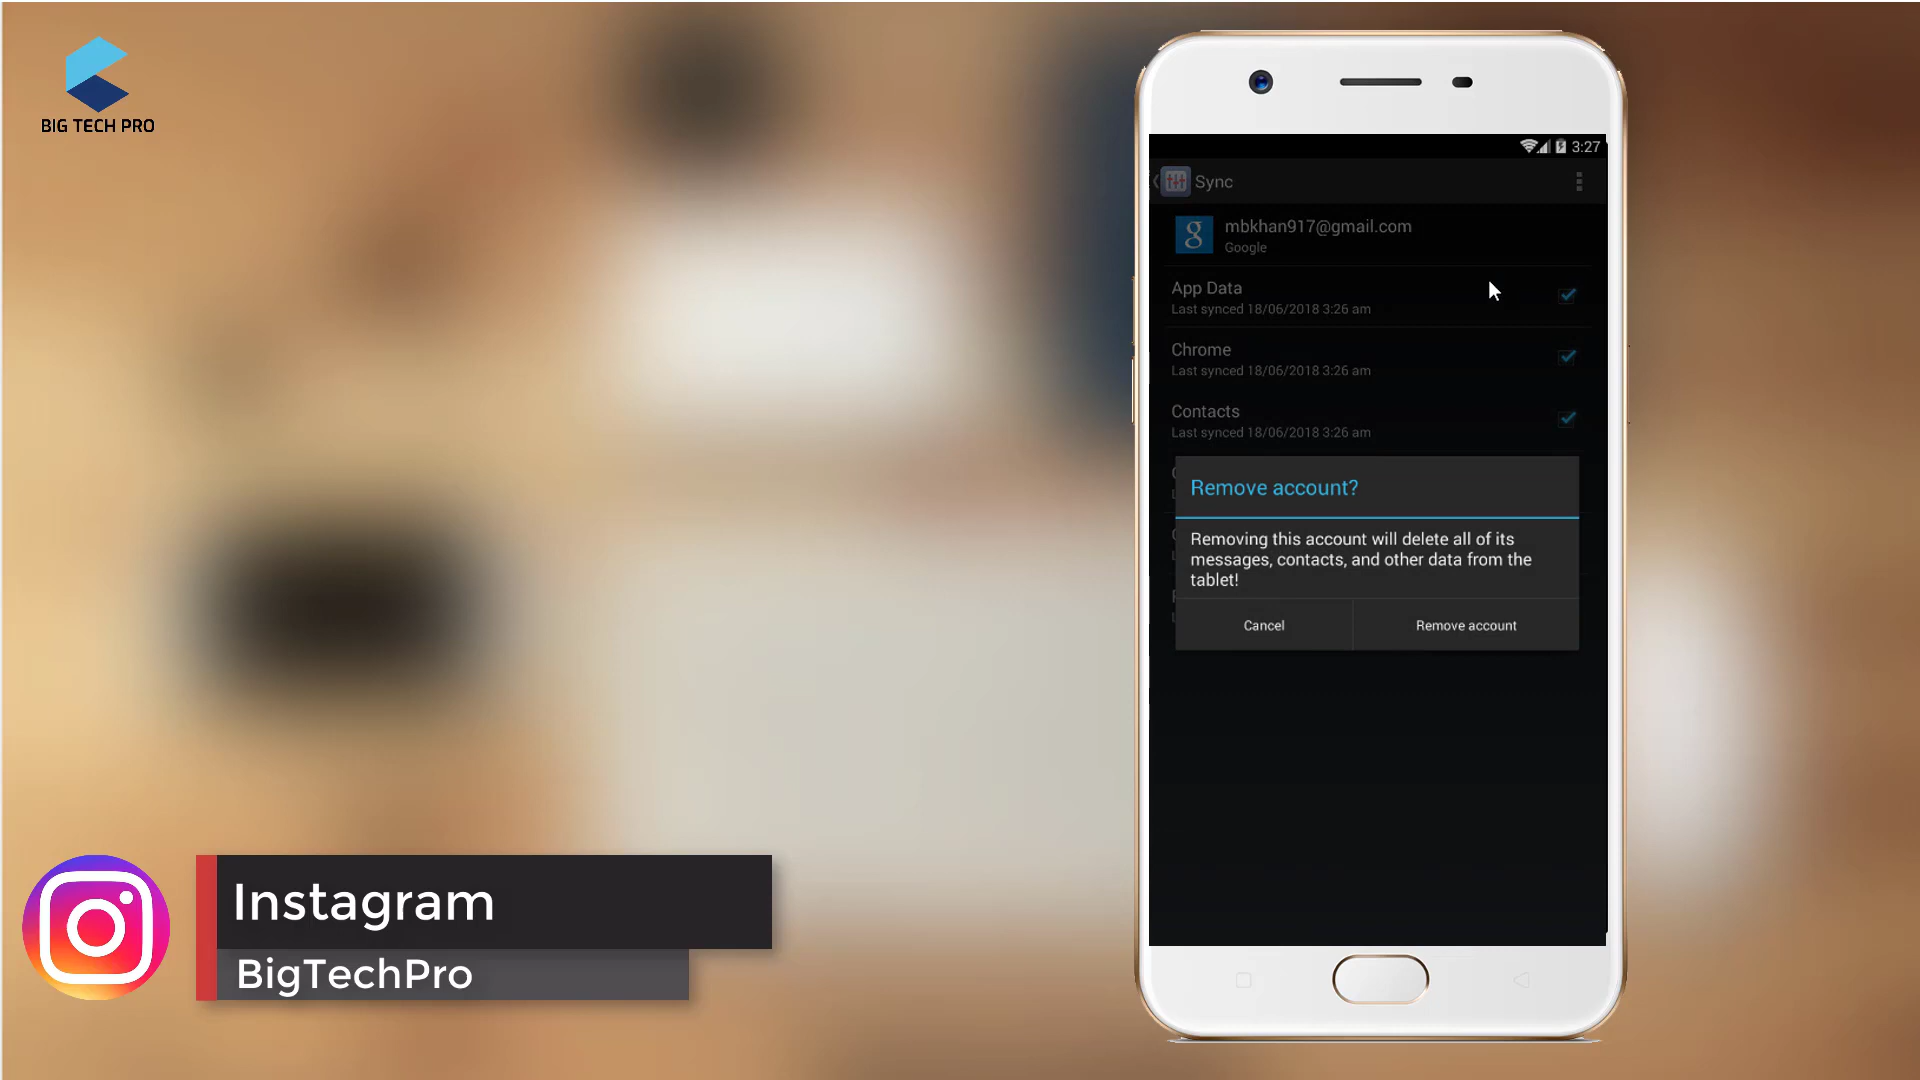 BIG TECH PRO
3:27
Sync
mbkhan917@gmail.com
Google
App Data
Last synced 18/06/2018 3:26 am
Chrome
Last synced 18/06/2018 3:26 am
Contacts
Last synced 18/06/2018 3:26 am
Remove account?
Removing this account will delete all of its
messages, contacts, and other data from the
tablet!
Cancel
Remove account
Instagram
BigTechPro